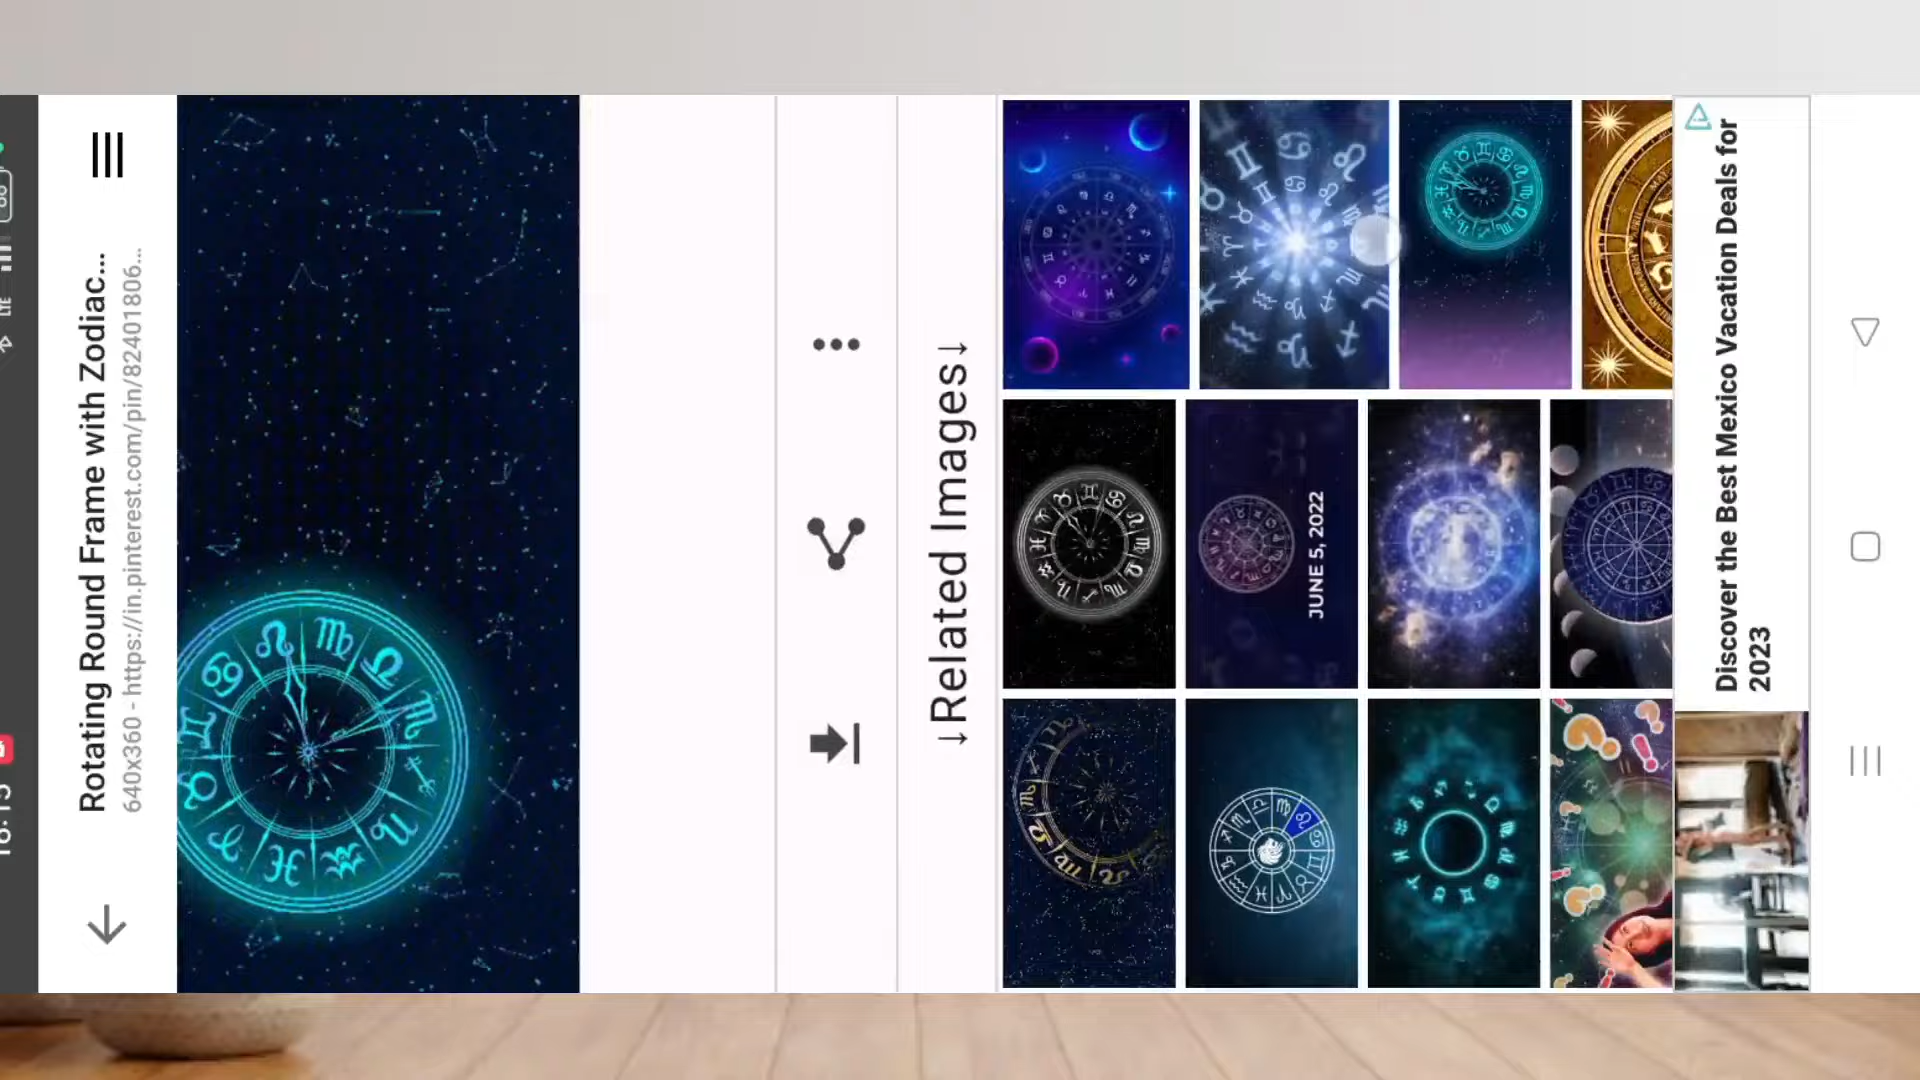 Rotating Round Frame with Zodiac...
640x360 - https://in.pinterest.com/pin/82401806...
↓Related Images↓
JUNE 5, 2022
Discover the Best Mexico Vacation Deals for
2023
LTE